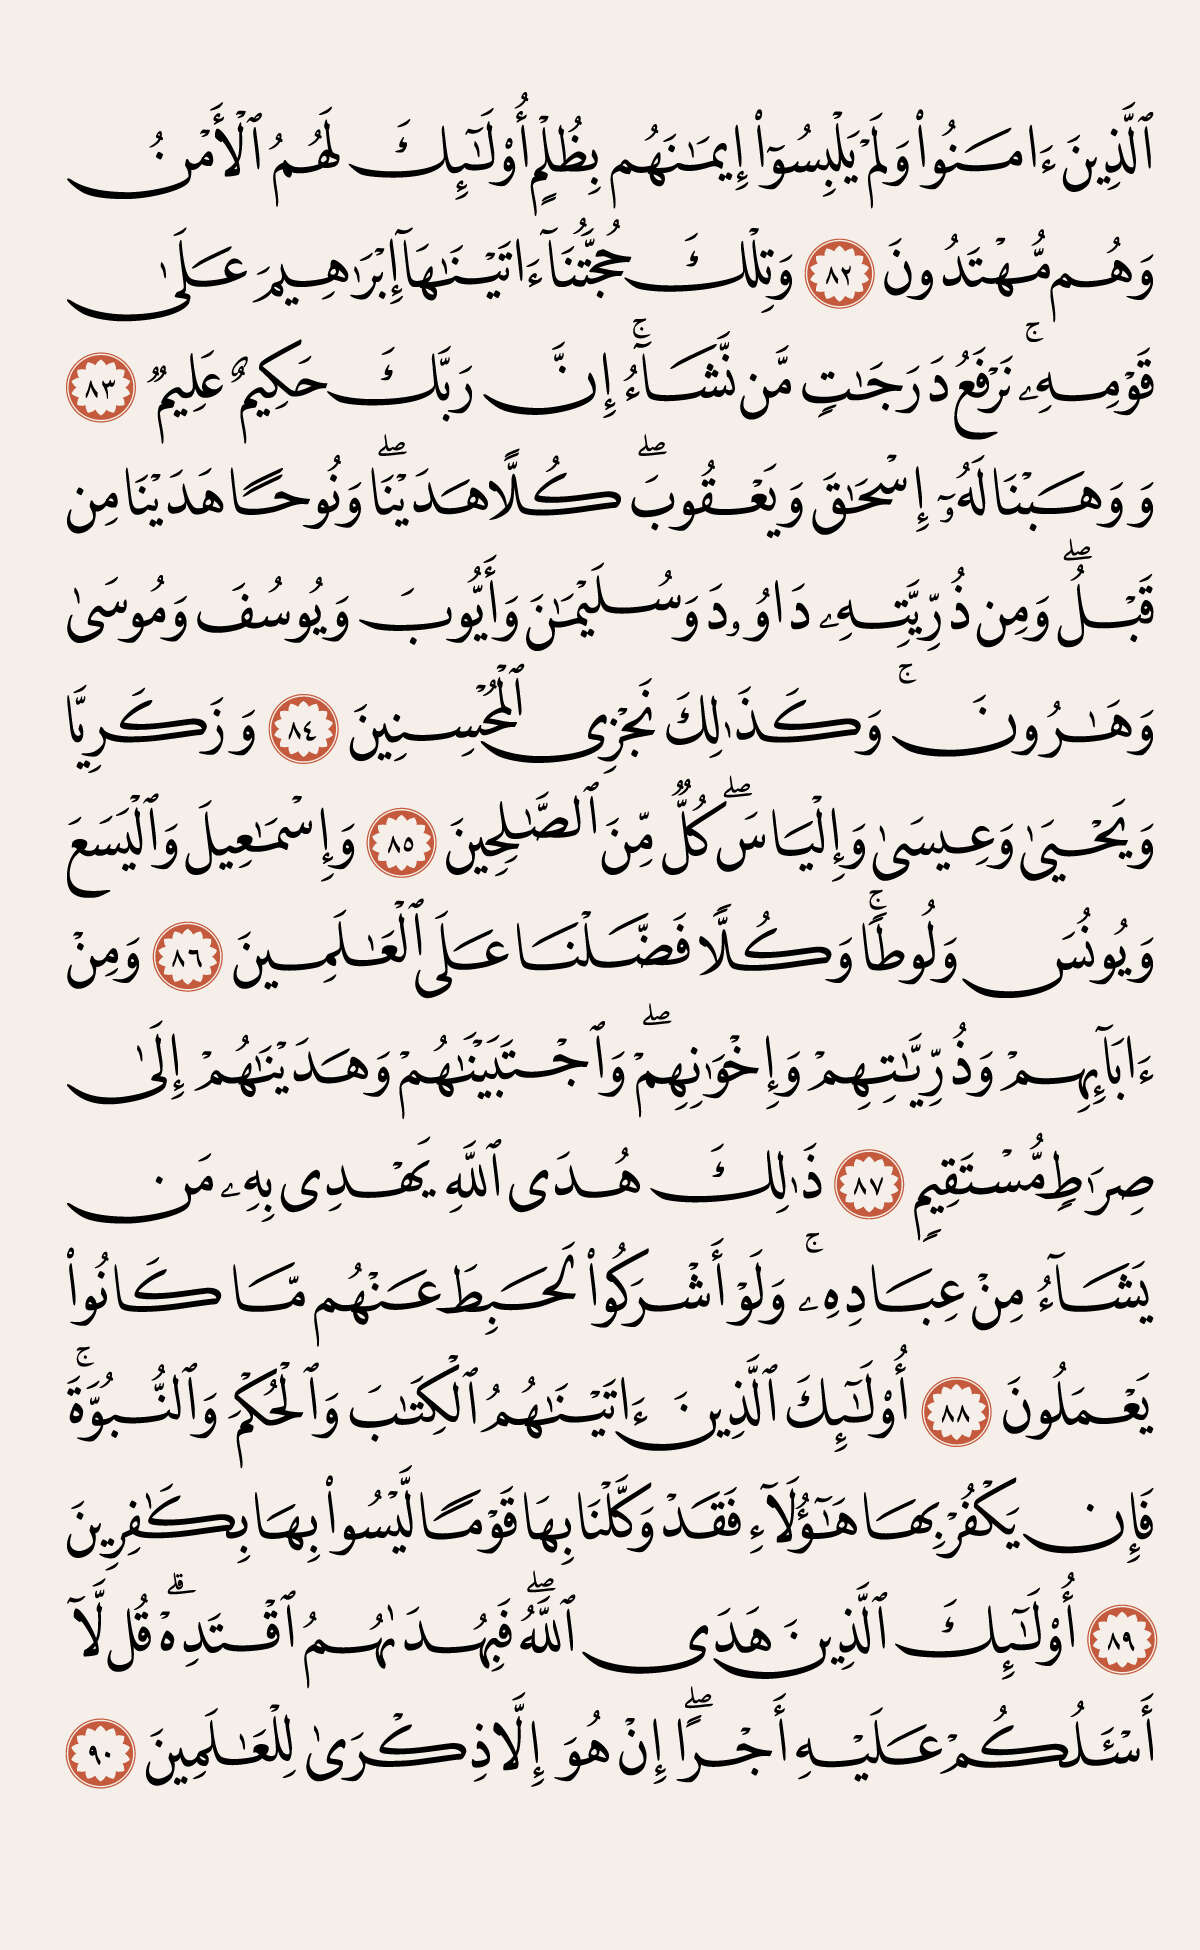 ٱلَّذِينَ ءَامَنُوا۟ وَلَمْ يَلْبِسُوٓا۟ إِيمَـٰنَهُم بِظُلْمٍ أُو۟لَـٰٓئِكَ لَهُمُ ٱلْأَمْنُ
وَهُم مُّهْتَدُونَ ٨٢ وَتِلْكَ حُجَّتُنَآ ءَاتَيْنَـٰهَآ إِبْرَٰهِيمَ عَلَىٰ
قَوْمِهِۦ ۚ نَرْفَعُ دَرَجَـٰتٍ مَّن نَّشَآءُ ۗ إِنَّ رَبَّكَ حَكِيمٌ عَلِيمٌ ٨٣
وَوَهَبْنَا لَهُۥٓ إِسْحَـٰقَ وَيَعْقُوبَ ۚ كُلًّا هَدَيْنَا ۚ وَنُوحًا هَدَيْنَا مِن
قَبْلُ ۖ وَمِن ذُرِّيَّتِهِۦ دَاوُۥدَ وَسُلَيْمَـٰنَ وَأَيُّوبَ وَيُوسُفَ وَمُوسَىٰ
وَهَـٰرُونَ ۚ وَكَذَٰلِكَ نَجْزِى ٱلْمُحْسِنِينَ ٨٤ وَزَكَرِيَّا
وَيَحْيَىٰ وَعِيسَىٰ وَإِلْيَاسَ ۖ كُلٌّ مِّنَ ٱلصَّـٰلِحِينَ ٨٥ وَإِسْمَـٰعِيلَ وَٱلْيَسَعَ
وَيُونُسَ وَلُوطًا ۚ وَكُلًّا فَضَّلْنَا عَلَى ٱلْعَـٰلَمِينَ ٨٦ وَمِنْ
ءَابَآئِهِمْ وَذُرِّيَّـٰتِهِمْ وَإِخْوَٰنِهِمْ ۖ وَٱجْتَبَيْنَـٰهُمْ وَهَدَيْنَـٰهُمْ إِلَىٰ
صِرَٰطٍ مُّسْتَقِيمٍ ٨٧ ذَٰلِكَ هُدَى ٱللَّهِ يَهْدِى بِهِۦ مَن
يَشَآءُ مِنْ عِبَادِهِۦ ۚ وَلَوْ أَشْرَكُوا۟ لَحَبِطَ عَنْهُم مَّا كَانُوا۟
يَعْمَلُونَ ٨٨ أُو۟لَـٰٓئِكَ ٱلَّذِينَ ءَاتَيْنَـٰهُمُ ٱلْكِتَـٰبَ وَٱلْحُكْمَ وَٱلنُّبُوَّةَ ۚ
فَإِن يَكْفُرْ بِهَا هَـٰٓؤُلَآءِ فَقَدْ وَكَّلْنَا بِهَا قَوْمًا لَّيْسُوا۟ بِهَا بِكَـٰفِرِينَ
٨٩ أُو۟لَـٰٓئِكَ ٱلَّذِينَ هَدَى ٱللَّهُ ۖ فَبِهُدَىٰهُمُ ٱقْتَدِهْ ۗ قُل لَّآ
أَسْـَٔلُكُمْ عَلَيْهِ أَجْرًا ۖ إِنْ هُوَ إِلَّا ذِكْرَىٰ لِلْعَـٰلَمِينَ ٩٠